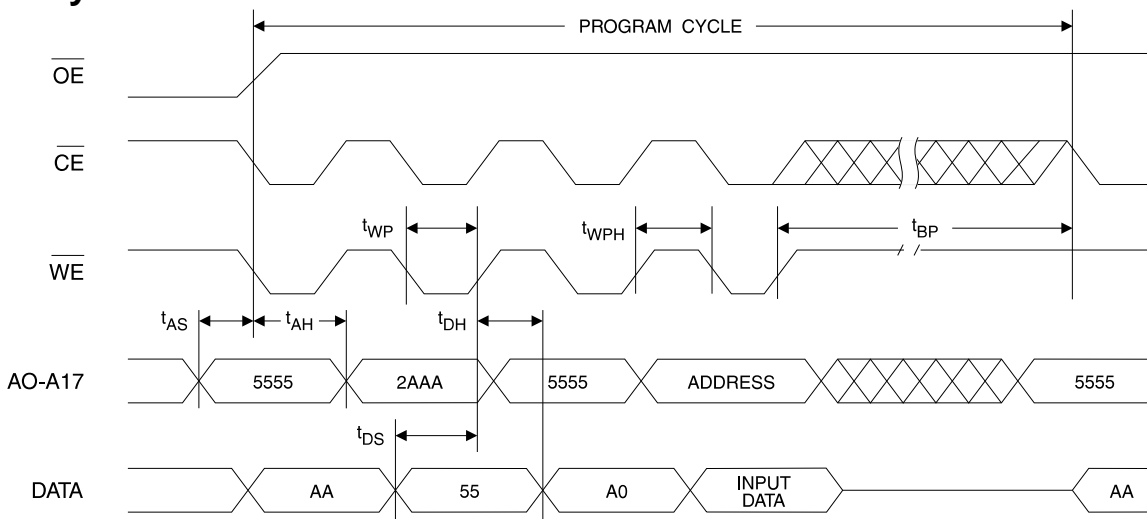 PROGRAM CYCLE
OE
CE
tWP
tWPH
tBP
WE
tAS
tAH
tDH
AO-A17
5555
2AAA
5555
ADDRESS
5555
tDS
DATA
AA
55
A0
INPUT
DATA
AA